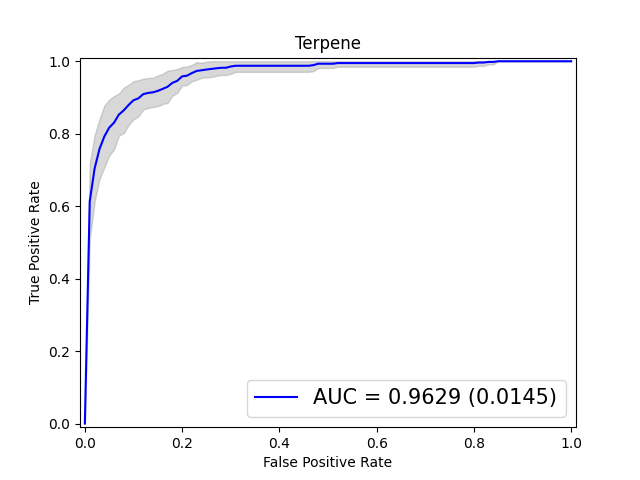 Terpene
1.0
0.8
0.6
0.4
0.2
0.0
True Positive Rate
AUC = 0.9629 (0.0145)
0.0 0.2 0.4 0.6 0.8 1.0
False Positive Rate